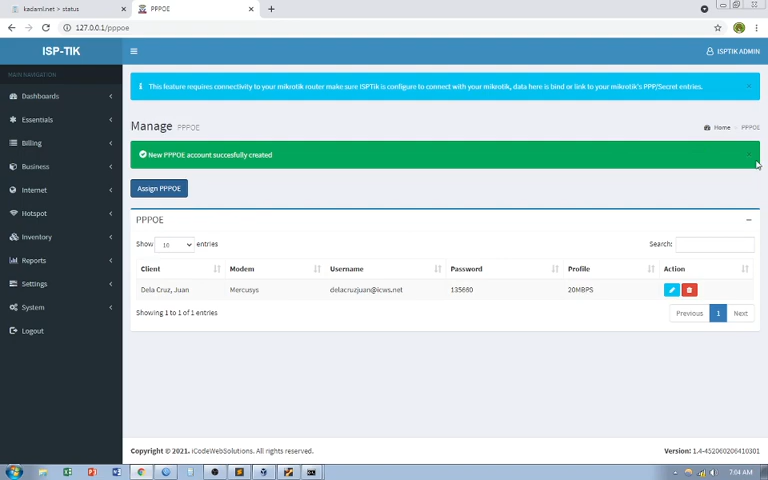 kadaml.net > status
PPPOE
127.0.0.1/pppoe
ISP-TIK
ISPTIK ADMIN
MAIN NAVIGATION
Dashboards
Essentials
Billing
Business
Internet
Hotspot
Inventory
Reports
Settings
System
Logout
This feature requires connectivity to your mikrotik router make sure ISPTik is configure to connect with your mikrotik, data here is bind or link to your mikrotik's PPP/Secret entries.
Manage PPPOE
Home PPPOE
New PPPOE account succesfully created
Assign PPPOE
PPPOE
Show 10 entries
Search:
Client Modem Username Password Profile Action
Dela Cruz, Juan Mercusys delacruzjuan@icws.net 135660 20MBPS
Showing 1 to 1 of 1 entries
Previous 1 Next
Copyright © 2021. iCodeWebSolutions. All rights reserved.
Version: 1.4-452060206410301
7:04 AM